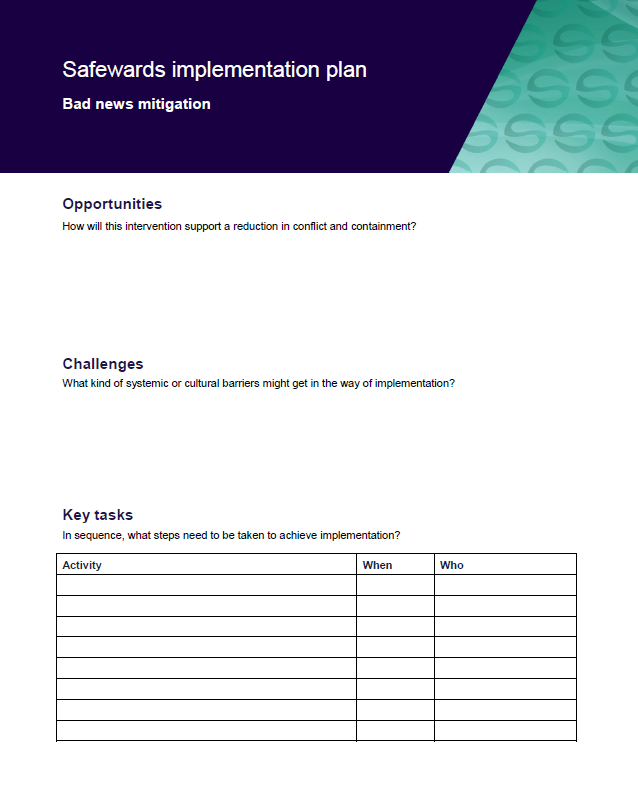 Safewards implementation plan
Bad news mitigation
Opportunities
How will this intervention support a reduction in conflict and containment?
Challenges
What kind of systemic or cultural barriers might get in the way of implementation?
Key tasks
In sequence, what steps need to be taken to achieve implementation?
Activity When Who